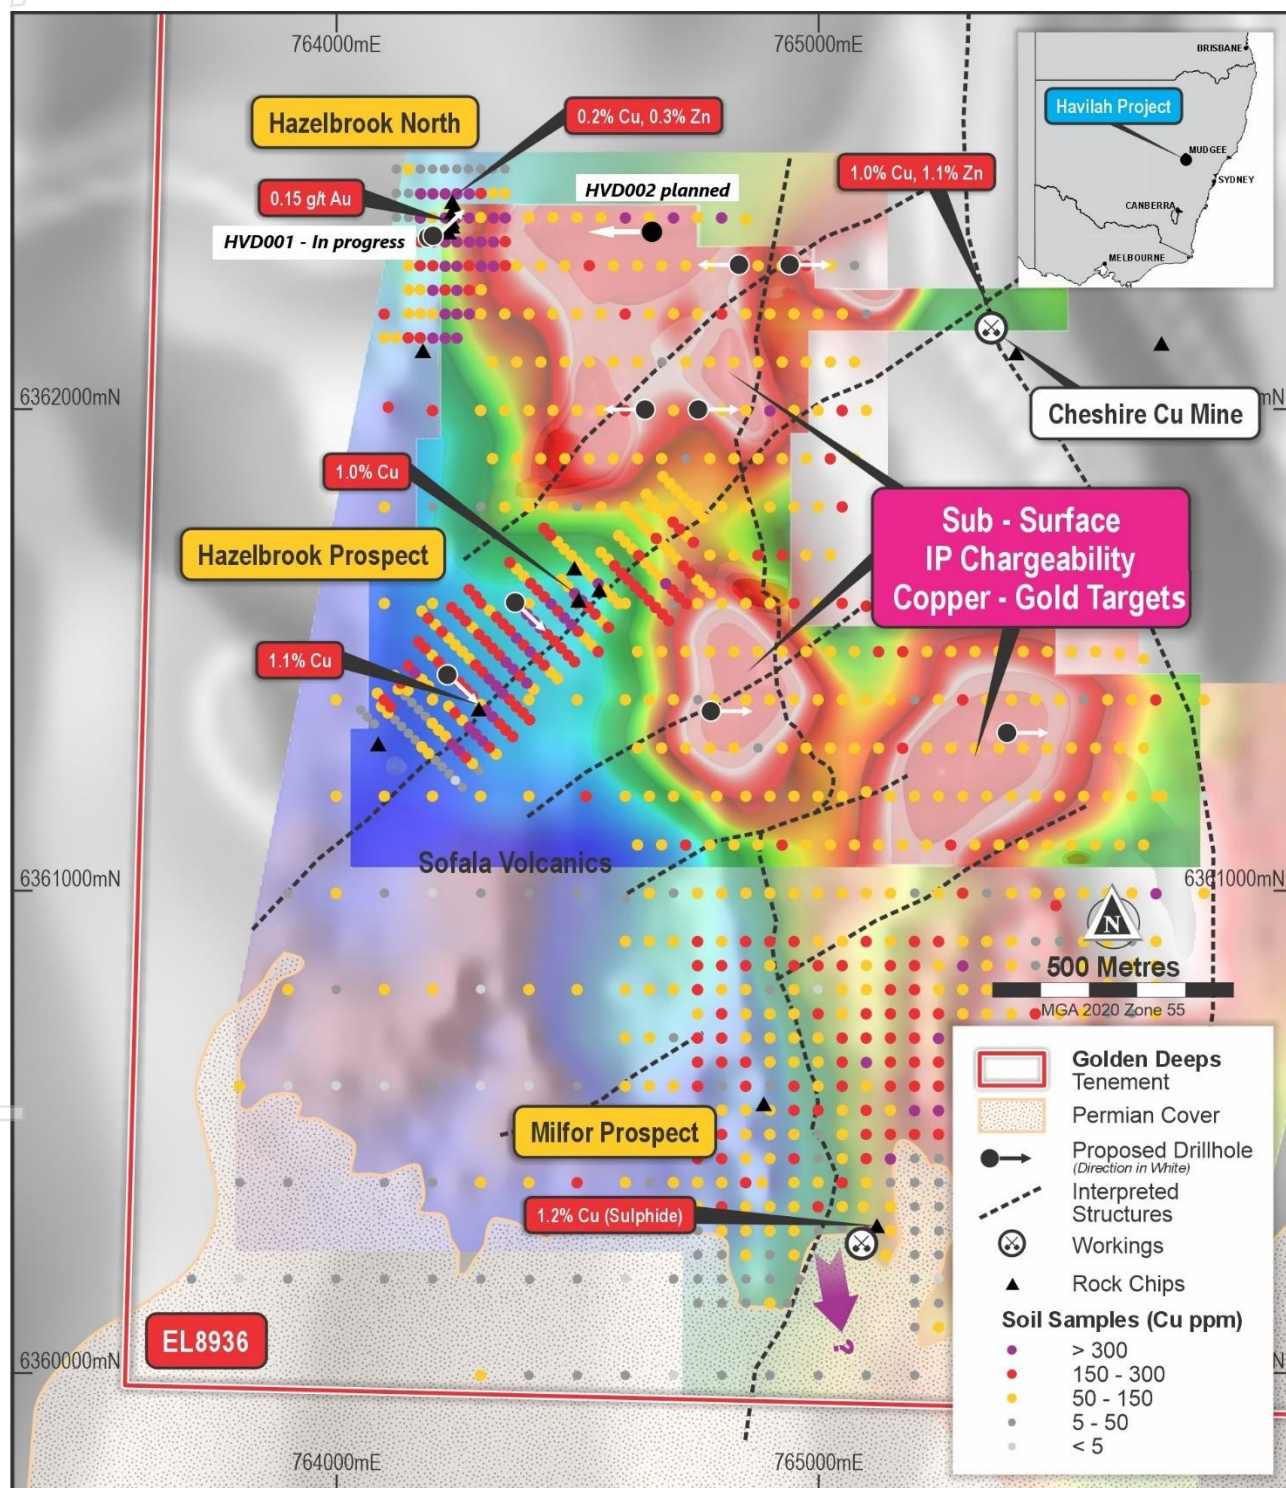 764000mE
765000mE
BRISBANE
Havilah Project
MUDGEE
SYDNEY
CANBERRA
MELBOURNE
Hazelbrook North
0.2% Cu, 0.3% Zn
1.0% Cu, 1.1% Zn
0.15 g/t Au
HVD002 planned
HVD001 - In progress
6362000mN
mN
Cheshire Cu Mine
1.0% Cu
Sub - Surface
IP Chargeability
Copper - Gold Targets
Hazelbrook Prospect
1.1% Cu
Sofala Volcanics
6361000mN
6361000mN
N
500 Metres
MGA 2020 Zone 55
Milfor Prospect
1.2% Cu (Sulphide)
?
EL8936
6360000mN
Golden Deeps
Tenement
Permian Cover
Proposed Drillhole
(Direction in White)
Interpreted
Structures
Workings
Rock Chips
Soil Samples (Cu ppm)
> 300
150 - 300
50 - 150
5 - 50
< 5
764000mE
765000mE